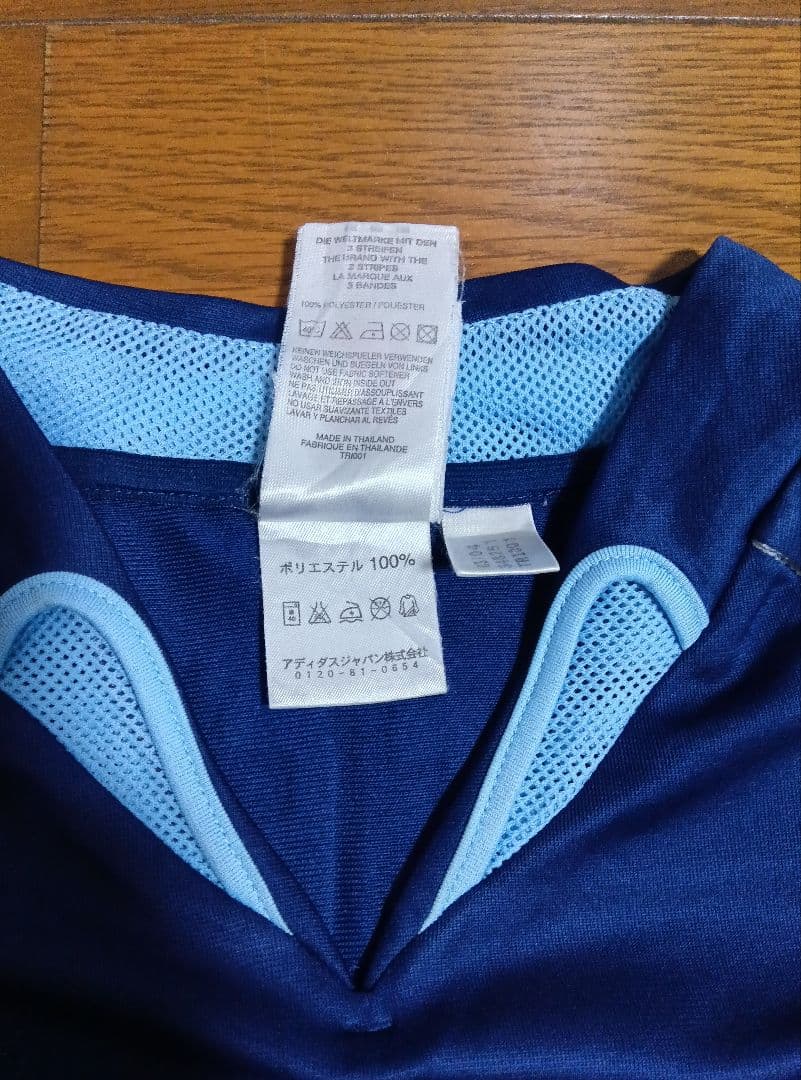 DIE WELTMARKE MIT DEN
3 STREIFEN
THE BRAND WITH THE
3 STRIPES
LA MARQUE AUX
3 BANDES
100% POLYESTER / POLIESTER
40°
KEINEN WEICHSPUELER VERWENDEN
WASCHEN UND BUEGELN VON LINKS
DO NOT USE FABRIC SOFTENER
WASH AND IRON INSIDE OUT
NE PAS UTILISER D'ASSOUPLISSANT
LAVAGE ET REPASSAGE A L'ENVERS
NO USAR SUAVIZANTE TEXTILES
LAVAR Y PLANCHAR AL REVÉS
MADE IN THAILAND
FABRIQUE EN THAILANDE
TRI001
ポリエステル 100%
40
アディダスジャパン株式会社
0120-81-0654